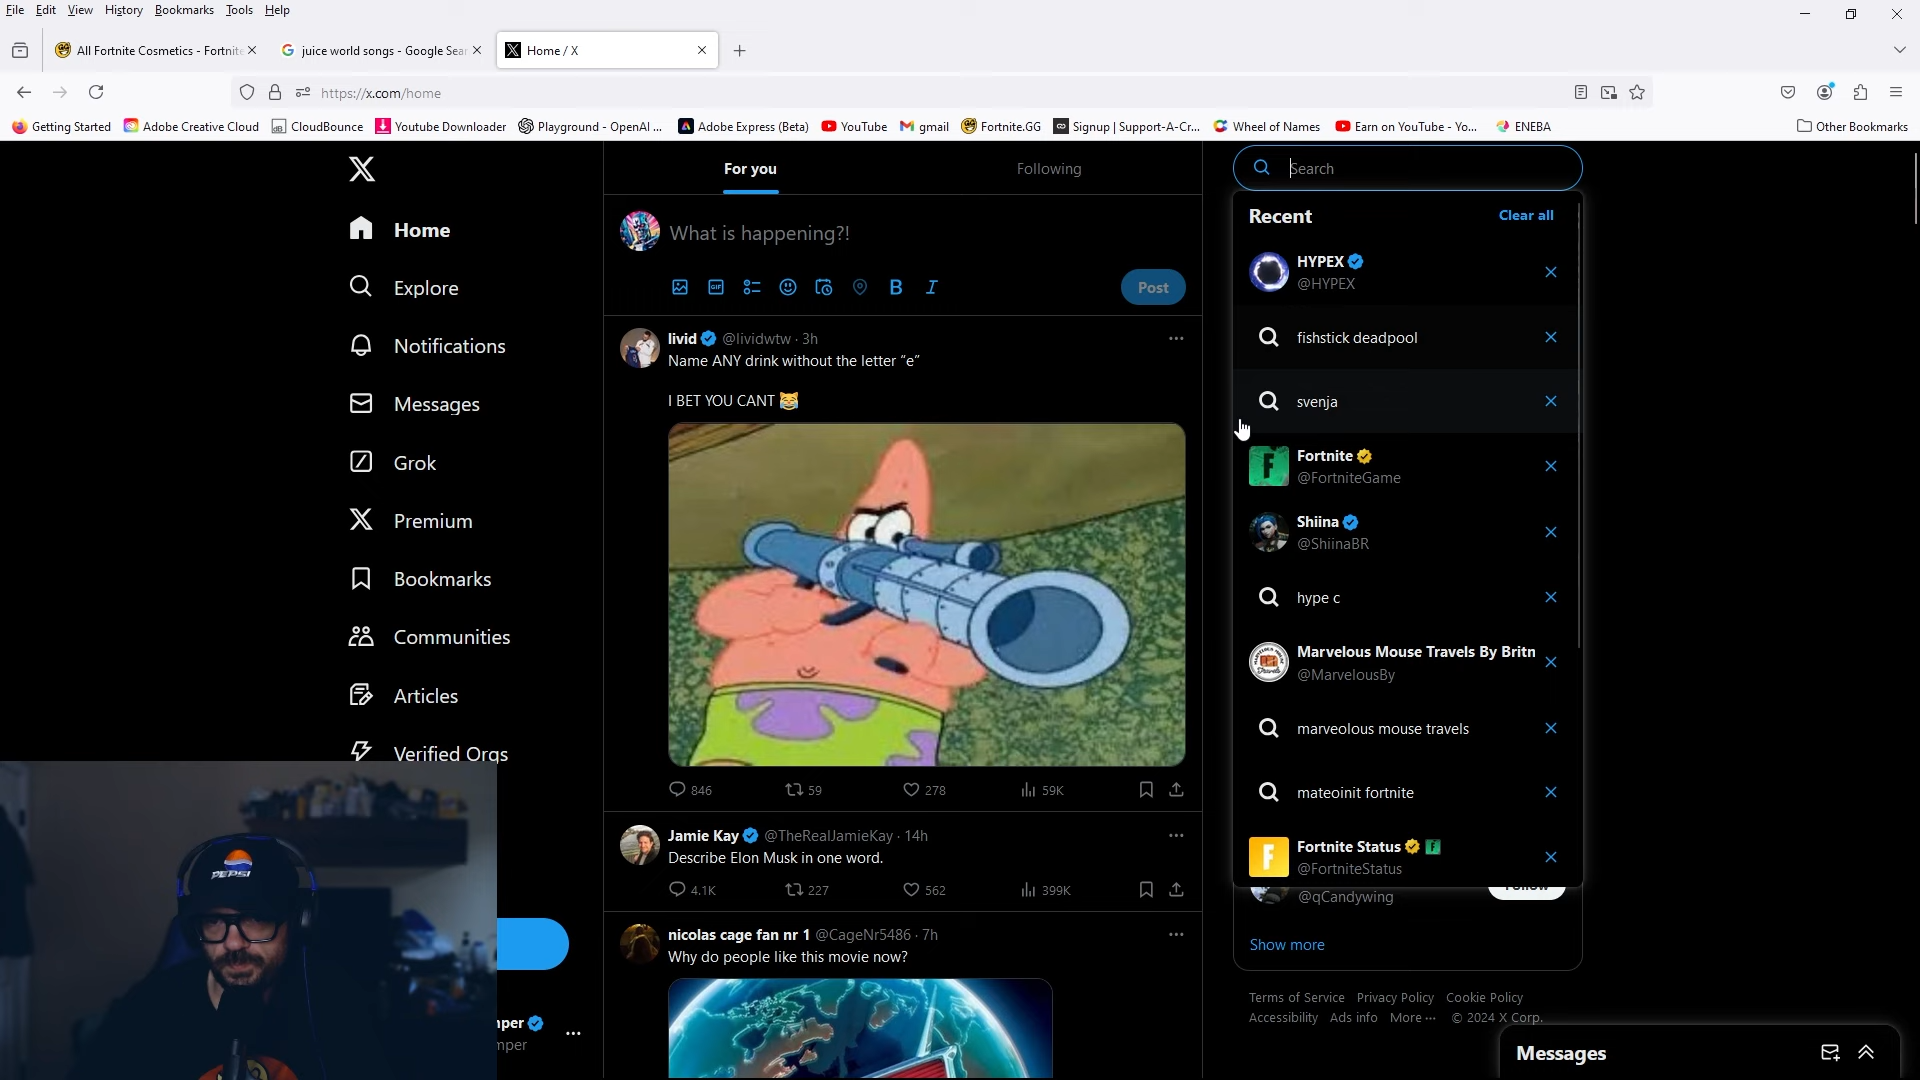 File Edit View History Bookmarks Tools Help
All Fortnite Cosmetics - Fortnite
juice world songs - Google Sear
Home / X
https://x.com/home
Getting Started
Adobe Creative Cloud
CloudBounce
Youtube Downloader
Playground - OpenAI ...
Adobe Express (Beta)
YouTube
gmail
Fortnite.GG
Signup | Support-A-Cr...
Wheel of Names
Earn on YouTube - Yo...
ENEBA
Other Bookmarks
Home
Explore
Notifications
Messages
Grok
Premium
Bookmarks
Communities
Articles
Verified Orgs
PEPSI
nper
mper
For you
Following
What is happening?!
GIF
B I
Post
livid @lividwtw · 3h
Name ANY drink without the letter “e”
I BET YOU CANT 😹
846 59 278 59K
Jamie Kay @TheRealJamieKay · 14h
Describe Elon Musk in one word.
4.1K 227 562 399K
nicolas cage fan nr 1 @CageNr5486 · 7h
Why do people like this movie now?
Search
Recent
Clear all
HYPEX
@HYPEX
fishstick deadpool
svenja
Fortnite
@FortniteGame
Shiina
@ShiinaBR
hype c
Marvelous Mouse Travels By Britn
@MarvelousBy
marveolous mouse travels
mateoinit fortnite
Fortnite Status
@FortniteStatus
@qCandywing
Follow
Show more
Terms of Service Privacy Policy Cookie Policy
Accessibility Ads info More ··· © 2024 X Corp.
Messages